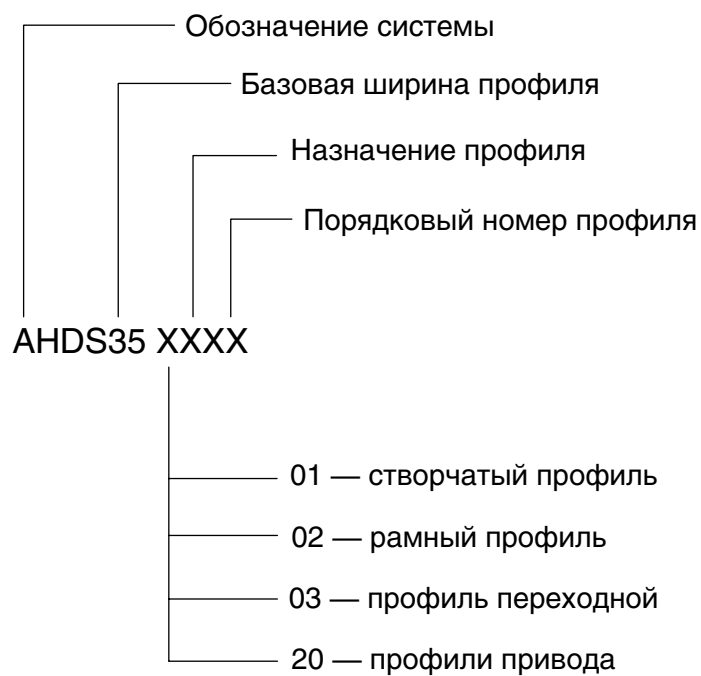 Обозначение системы
Базовая ширина профиля
Назначение профиля
Порядковый номер профиля
AHDS35 XXXX
01 — створчатый профиль
02 — рамный профиль
03 — профиль переходной
20 — профили привода